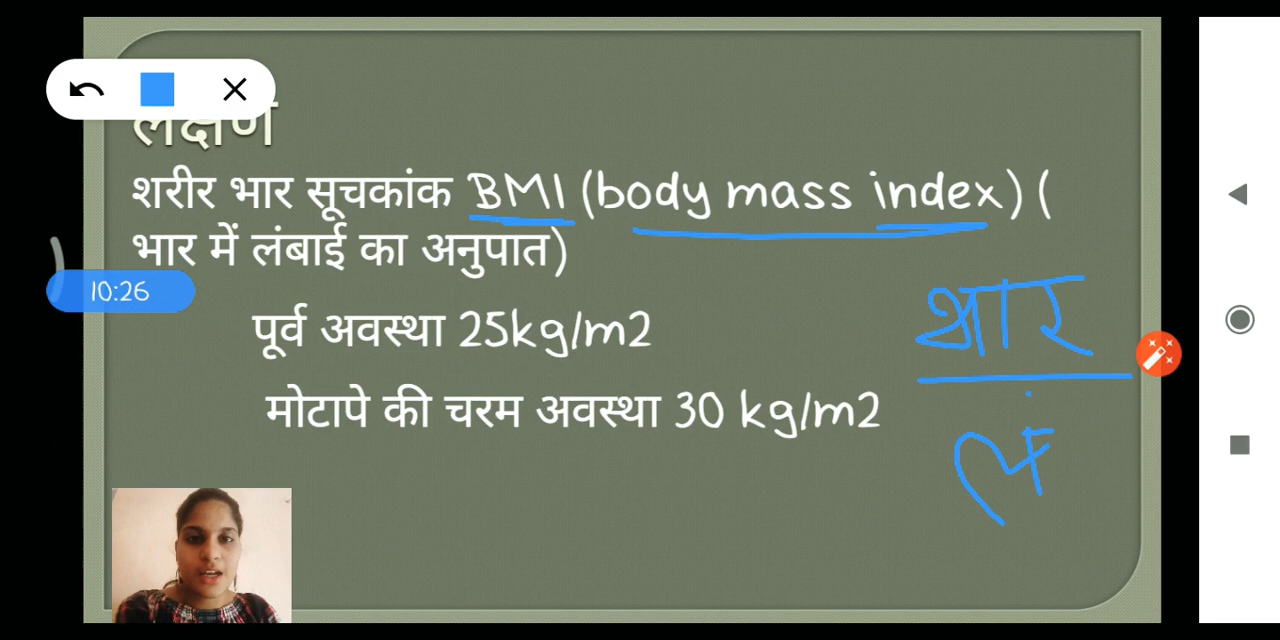 लक्षण
शरीर भार सूचकांक BMI (body mass index) (
भार में लंबाई का अनुपात)
10:26
पूर्व अवस्था 25kg/m2
मोटापे की चरम अवस्था 30 kg/m2
भार
लं